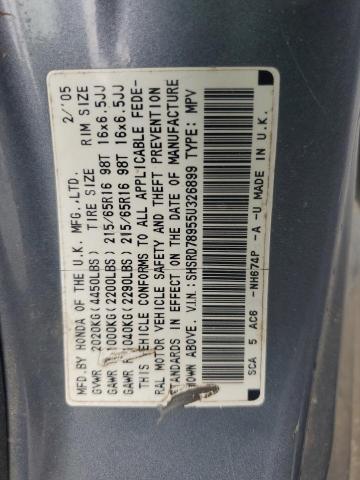 MFD.BY HONDA OF THE U.K. MFG.,LTD. 2/'05
TIRE SIZE RIM SIZE
GVWR 2020KG(4450LBS)
GAWR 1000KG(2200LBS) 215/65R16 98T 16x6.5JJ
GAWR 1040KG(2290LBS) 215/65R16 98T 16x6.5JJ
THIS VEHICLE CONFORMS TO ALL APPLICABLE FEDE-
RAL MOTOR VEHICLE SAFETY AND THEFT PREVENTION
STANDARDS IN EFFECT ON THE DATE OF MANUFACTURE
SHOWN ABOVE. V.I.N:SHSRD78955U326899 TYPE: MPV
SCA 5 AC6 -NH674P -A -U MADE IN U.K.